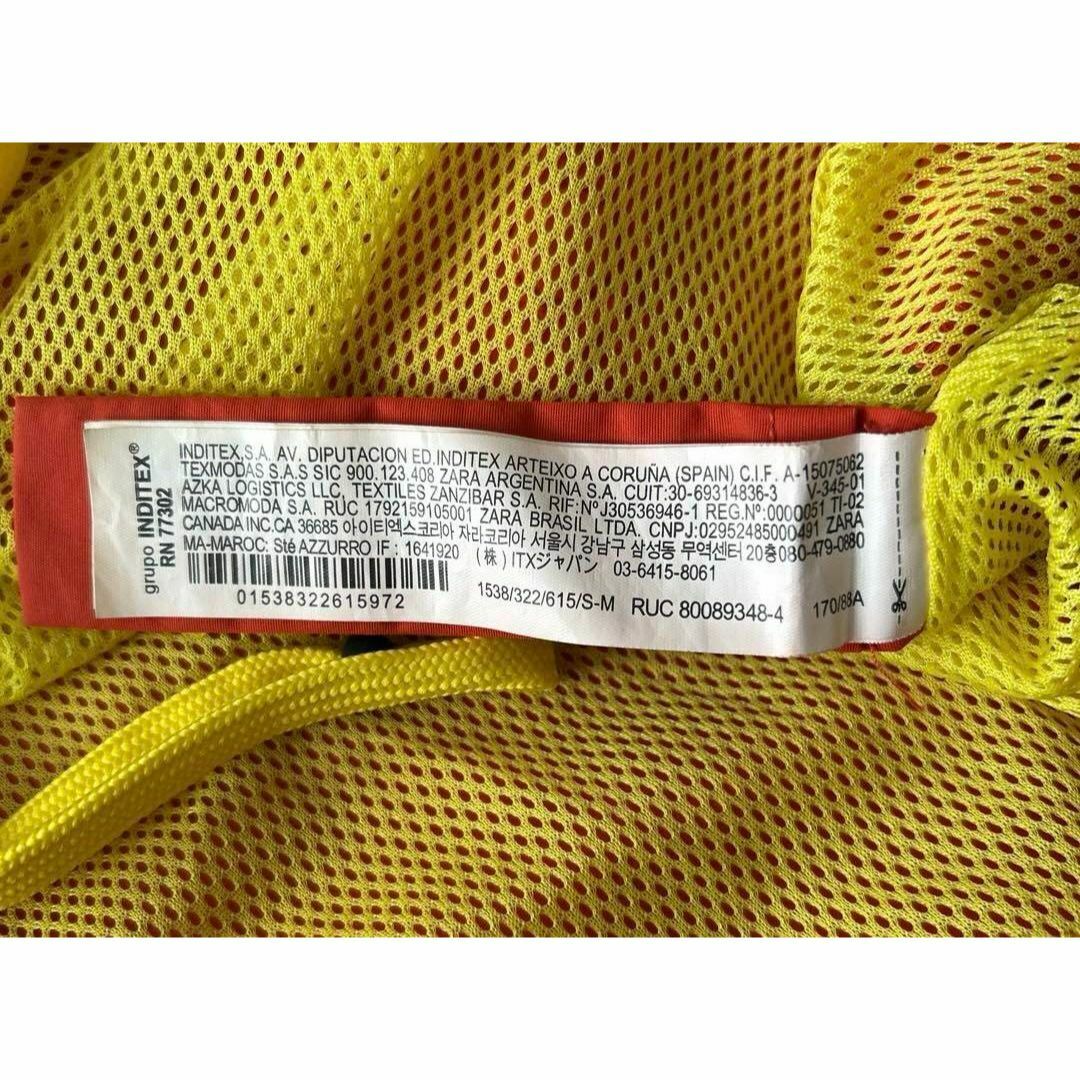 grupo INDITEX®
RN 77302
INDITEX,S.A. AV. DIPUTACION ED.INDITEX ARTEIXO A CORUÑA (SPAIN) C.I.F. A-15075062
TEXMODAS S.A.S SIC 900.123.408 ZARA ARGENTINA S.A. CUIT:30-69314836-3 V-345-01
AZKA LOGISTICS LLC, TEXTILES ZANZIBAR S.A. RIF:Nº J30536946-1 REG.Nº:0000051 TI-02
MACROMODA S.A. RUC 1792159105001 ZARA BRASIL LTDA. CNPJ:02952485000491 ZARA
CANADA INC.CA 36685 아이티엑스코리아 자라코리아 서울시 강남구 삼성동 무역센터 20층080-479-0880
MA-MAROC: Sté AZZURRO IF : 1641920 (株) ITXジャパン 03-6415-8061
01538322615972 1538/322/615/S-M RUC 80089348-4 170/88A